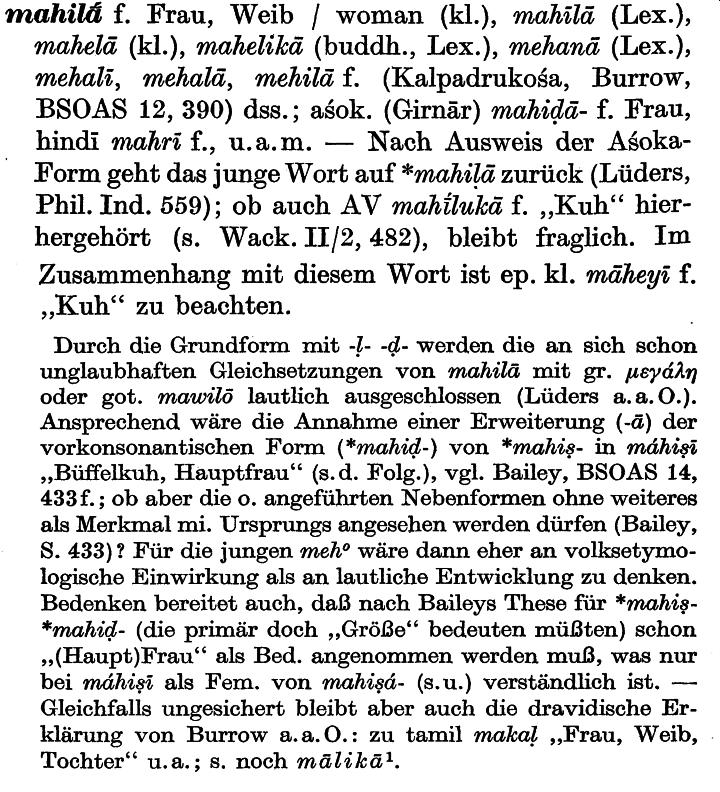 mahilā́ f. Frau, Weib / woman (kl.), mahīlā (Lex.),
mahelā (kl.), mahelikā (buddh., Lex.), mehanā (Lex.),
mehalī, mehalā, mehilā f. (Kalpadrukośa, Burrow,
BSOAS 12, 390) dss.; aśok. (Girnār) mahiḍā- f. Frau,
hindī mahrī f., u. a. m. — Nach Ausweis der Aśoka-
Form geht das junge Wort auf *mahiḷā zurück (Lüders,
Phil. Ind. 559); ob auch AV mahī́lukā f. „Kuh“ hier-
hergehört (s. Wack. II/2, 482), bleibt fraglich. Im
Zusammenhang mit diesem Wort ist ep. kl. māheyī f.
„Kuh“ zu beachten.
Durch die Grundform mit -ḷ- -ḍ- werden die an sich schon
unglaubhaften Gleichsetzungen von mahilā mit gr. μεγάλη
oder got. mawilō lautlich ausgeschlossen (Lüders a. a. O.).
Ansprechend wäre die Annahme einer Erweiterung (-ā) der
vorkonsonantischen Form (*mahiḍ-) von *mahiṣ- in máhiṣī
„Büffelkuh, Hauptfrau“ (s. d. Folg.), vgl. Bailey, BSOAS 14,
433 f.; ob aber die o. angeführten Nebenformen ohne weiteres
als Merkmal mi. Ursprungs angesehen werden dürfen (Bailey,
S. 433)? Für die jungen meh° wäre dann eher an volksetymo-
logische Einwirkung als an lautliche Entwicklung zu denken.
Bedenken bereitet auch, daß nach Baileys These für *mahiṣ-
*mahiḍ- (die primär doch „Größe“ bedeuten müßten) schon
„(Haupt)Frau“ als Bed. angenommen werden muß, was nur
bei máhiṣī als Fem. von mahiṣá- (s. u.) verständlich ist. —
Gleichfalls ungesichert bleibt aber auch die dravidische Er-
klärung von Burrow a. a. O.: zu tamil makaḷ „Frau, Weib,
Tochter“ u. a.; s. noch mālikā¹.